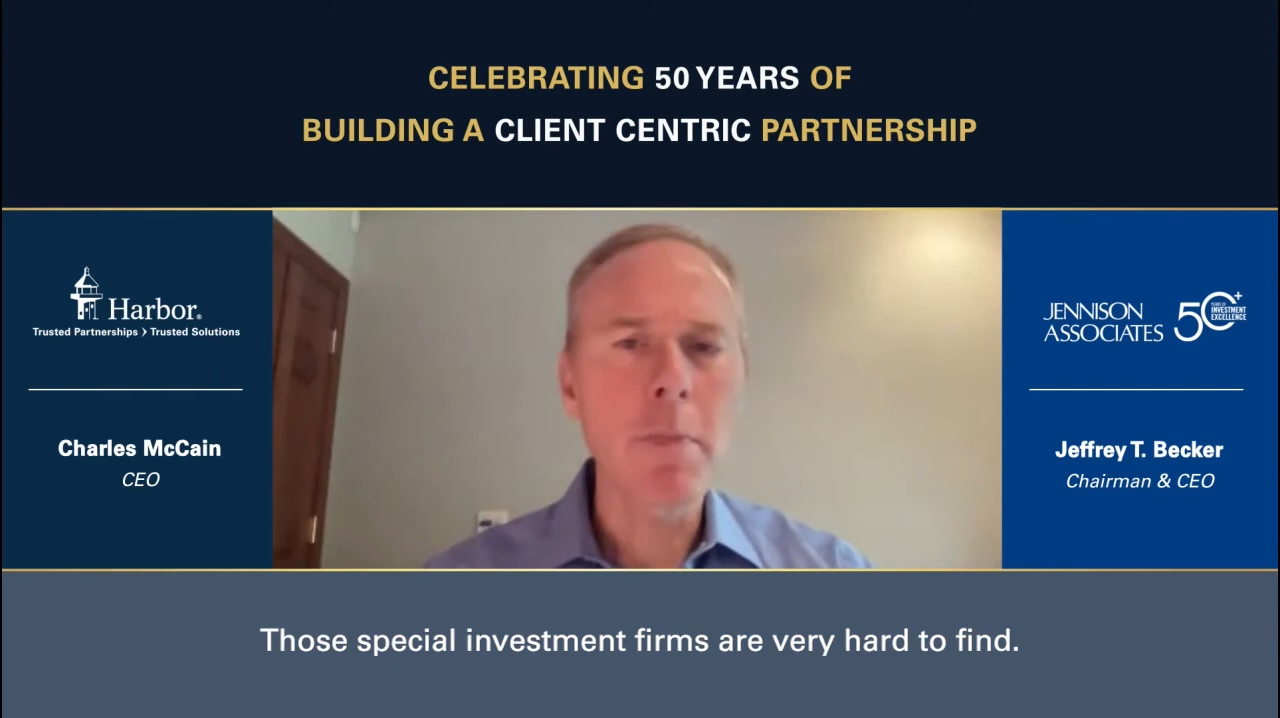 CELEBRATING 50 YEARS OF
BUILDING A CLIENT CENTRIC PARTNERSHIP
Harbor®
Trusted Partnerships > Trusted Solutions
Charles McCain
CEO
JENNISON
ASSOCIATES
50+
YEARS OF
INVESTMENT
EXCELLENCE
Jeffrey T. Becker
Chairman & CEO
Those special investment firms are very hard to find.